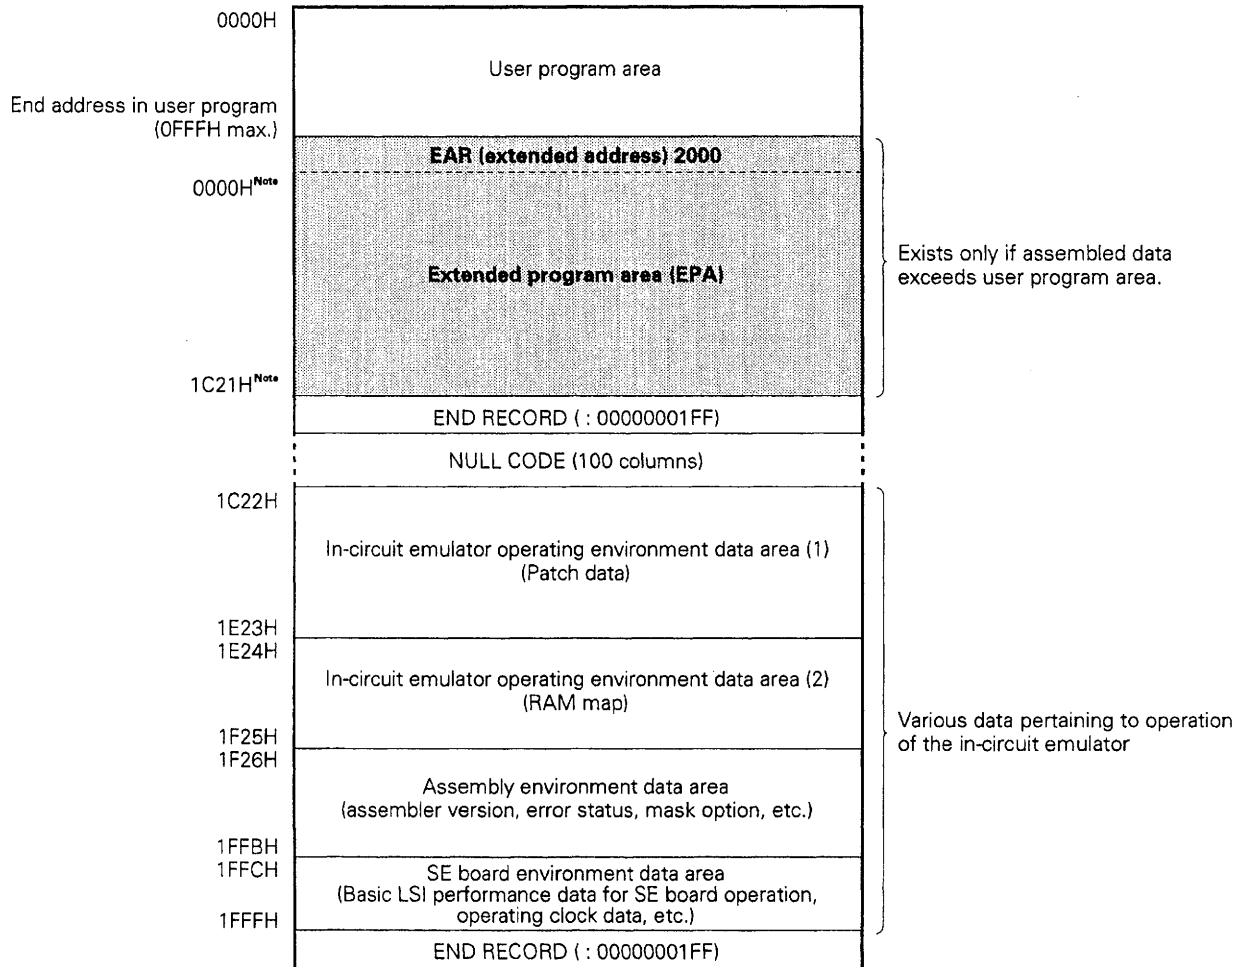 0000H
User program area
End address in user program
(0FFFH max.)
EAR (extended address) 2000
0000H Note
Extended program area (EPA)
Exists only if assembled data
exceeds user program area.
1C21H Note
END RECORD ( : 00000001FF)
NULL CODE (100 columns)
1C22H
In-circuit emulator operating environment data area (1)
(Patch data)
1E23H
1E24H
In-circuit emulator operating environment data area (2)
(RAM map)
1F25H
Various data pertaining to operation
of the in-circuit emulator
1F26H
Assembly environment data area
(assembler version, error status, mask option, etc.)
1FFBH
1FFCH
SE board environment data area
(Basic LSI performance data for SE board operation,
operating clock data, etc.)
1FFFH
END RECORD ( : 00000001FF)